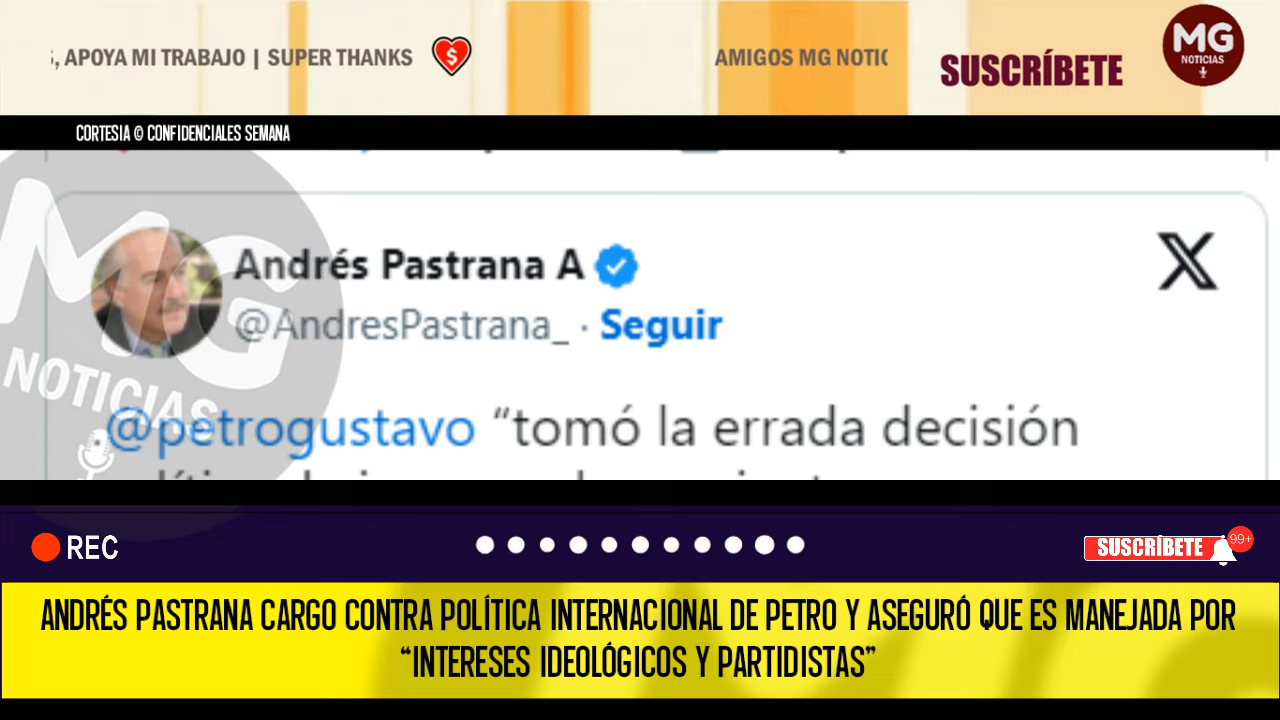 , APOYA MI TRABAJO | SUPER THANKS
AMIGOS MG NOTIC
SUSCRÍBETE
MG
NOTICIAS
CORTESIA © CONFIDENCIALES SEMANA
Andrés Pastrana A
@AndresPastrana_ · Seguir
MG
NOTICIAS
@petrogustavo “tomó la errada decisión
REC
SUSCRÍBETE
99+
ANDRÉS PASTRANA CARGO CONTRA POLÍTICA INTERNACIONAL DE PETRO Y ASEGURÓ QUE ES MANEJADA POR
“INTERESES IDEOLÓGICOS Y PARTIDISTAS”